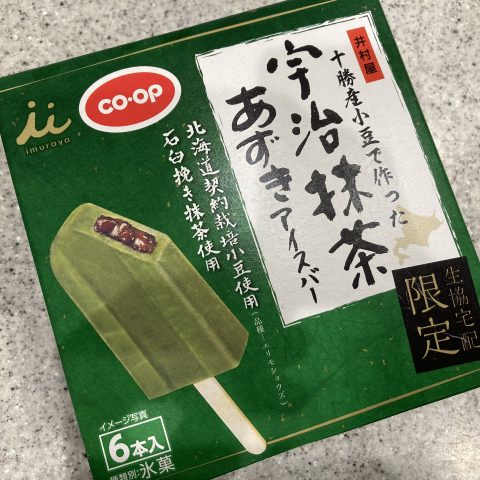 井村屋
十勝産小豆で作った
宇治抹茶
あずきアイスバー
co·op
imuraya
北海道契約栽培小豆使用
(品種:エリモショウズ)
石臼挽き抹茶使用
生協宅配
限定
イメージ写真
6本入
種類別:氷菓